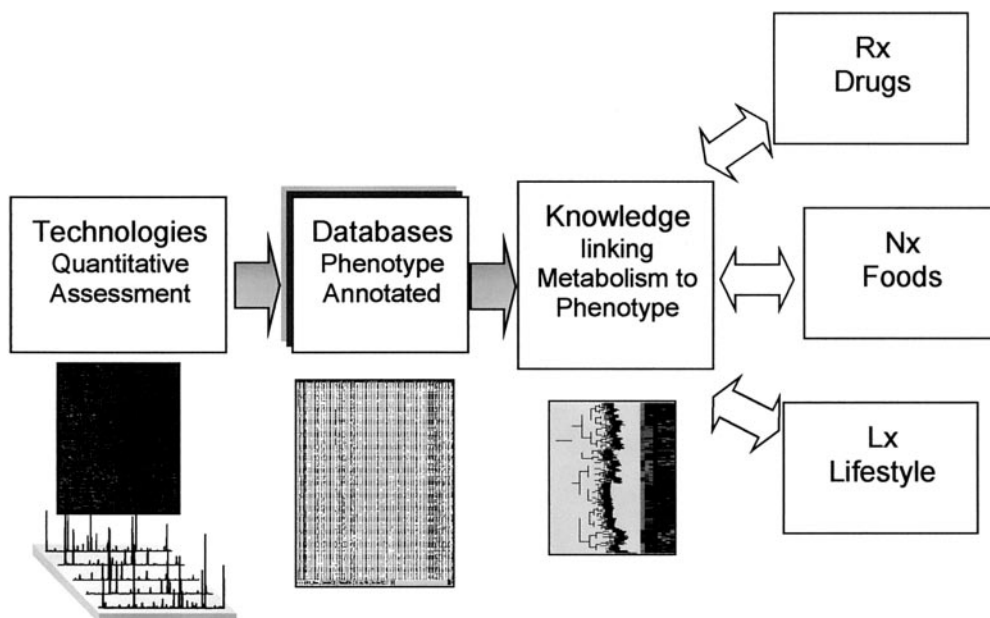 Technologies
Quantitative
Assessment
Databases
Phenotype
Annotated
Knowledge
linking
Metabolism to
Phenotype
Rx
Drugs
Nx
Foods
Lx
Lifestyle